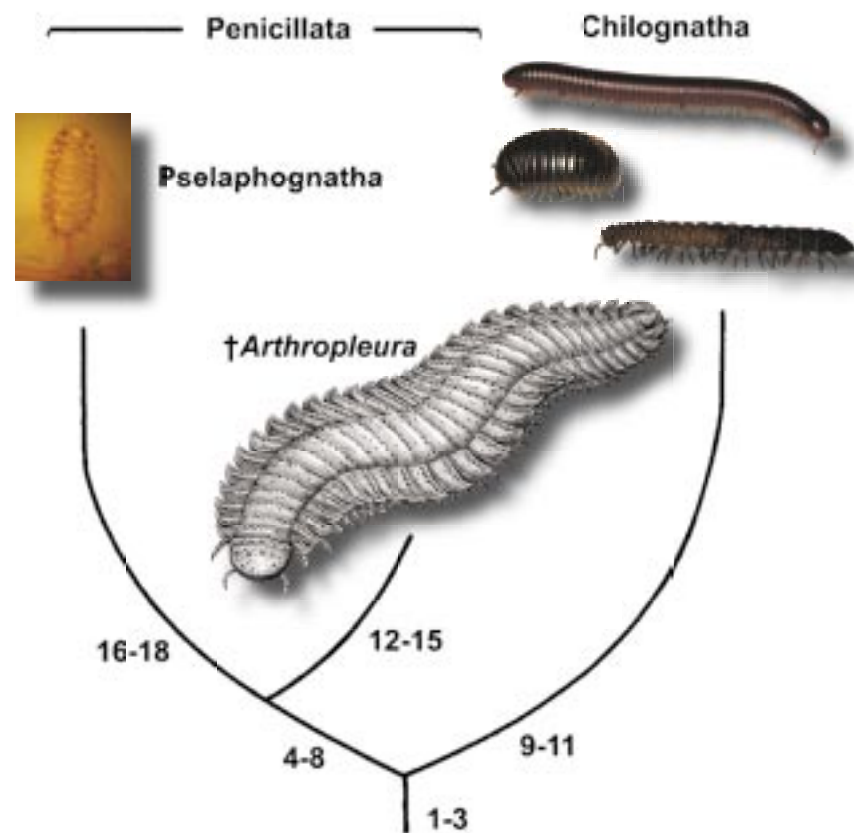 Penicillata
Chilognatha
Pselaphognatha
†Arthropleura
16-18
12-15
4-8
9-11
1-3